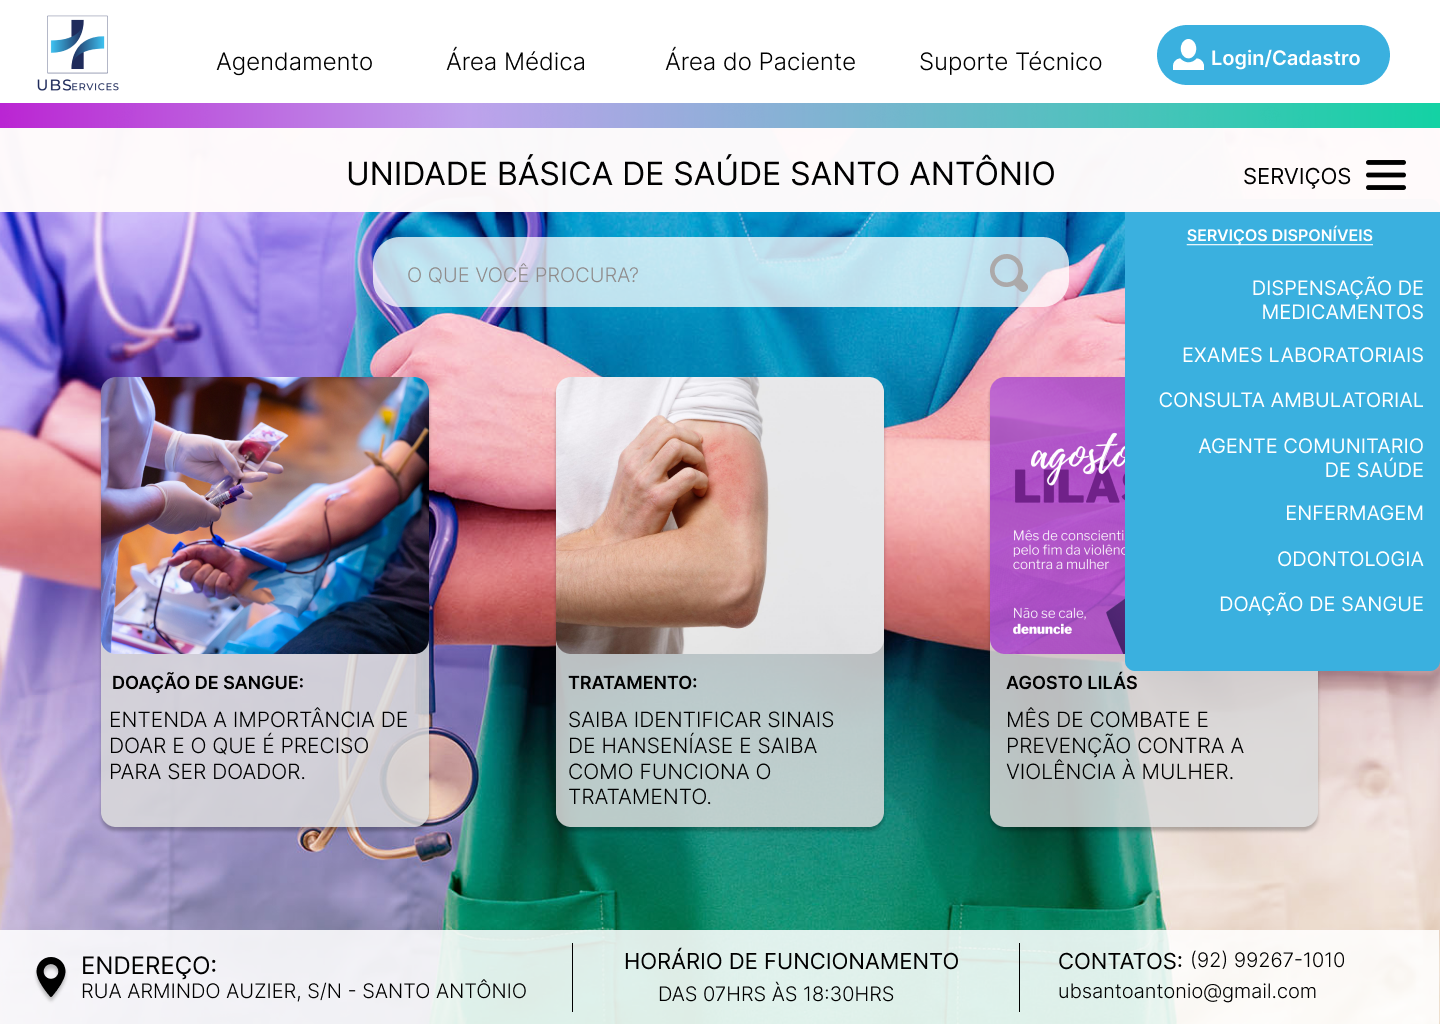 UBSERVICES
Agendamento
Área Médica
Área do Paciente
Suporte Técnico
Login/Cadastro
UNIDADE BÁSICA DE SAÚDE SANTO ANTÔNIO
SERVIÇOS
O QUE VOCÊ PROCURA?
SERVIÇOS DISPONÍVEIS
DISPENSAÇÃO DE
MEDICAMENTOS
EXAMES LABORATORIAIS
CONSULTA AMBULATORIAL
AGENTE COMUNITARIO
DE SAÚDE
ENFERMAGEM
ODONTOLOGIA
DOAÇÃO DE SANGUE
DOAÇÃO DE SANGUE:
ENTENDA A IMPORTÂNCIA DE
DOAR E O QUE É PRECISO
PARA SER DOADOR.
TRATAMENTO:
SAIBA IDENTIFICAR SINAIS
DE HANSENÍASE E SAIBA
COMO FUNCIONA O
TRATAMENTO.
agosto
LILÁS
Mês de conscienti
pelo fim da violênc
contra a mulher
Não se cale,
denuncie
AGOSTO LILÁS
MÊS DE COMBATE E
PREVENÇÃO CONTRA A
VIOLÊNCIA À MULHER.
ENDEREÇO:
RUA ARMINDO AUZIER, S/N - SANTO ANTÔNIO
HORÁRIO DE FUNCIONAMENTO
DAS 07HRS ÀS 18:30HRS
CONTATOS: (92) 99267-1010
ubsantoantonio@gmail.com